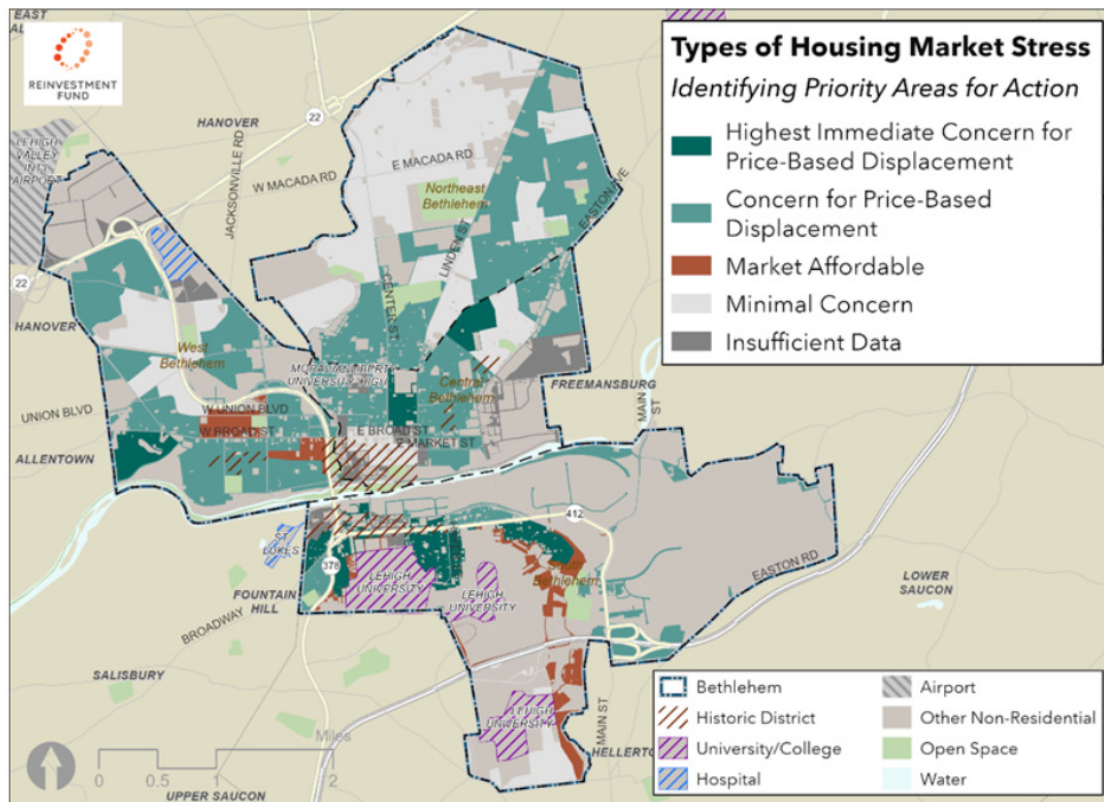 EAST
REINVESTMENT
FUND
Types of Housing Market Stress
Identifying Priority Areas for Action
Highest Immediate Concern for
Price-Based Displacement
Concern for Price-Based
Displacement
Market Affordable
Minimal Concern
Insufficient Data
HANOVER
22
LEHIGH
VALLEY
INT'L
AIRPORT
JACKSONVILLE RD
W MACADA RD
E MACADA RD
Northeast
Bethlehem
EASTON AVE
LINDEN ST
CENTER ST
22
HANOVER
West
Bethlehem
UNIVERSITY
Central
Bethlehem
FREEMANSBURG
MAIN
ST
UNION BLVD
W UNION BLVD
W BROAD ST
E BROAD ST
E MARKET ST
ALLENTOWN
412
ST
LUKES
378
LEHIGH
UNIVERSITY
LEHIGH
UNIVERSITY
South
Bethlehem
EASTON RD
LOWER
SAUCON
FOUNTAIN
HILL
BROADWAY
SALISBURY
LEHIGH
UNIVERSITY
MAIN ST
Miles
0 0.5 1 2
UPPER SAUCON
Bethlehem
Historic District
University/College
Hospital
Airport
Other Non-Residential
Open Space
Water